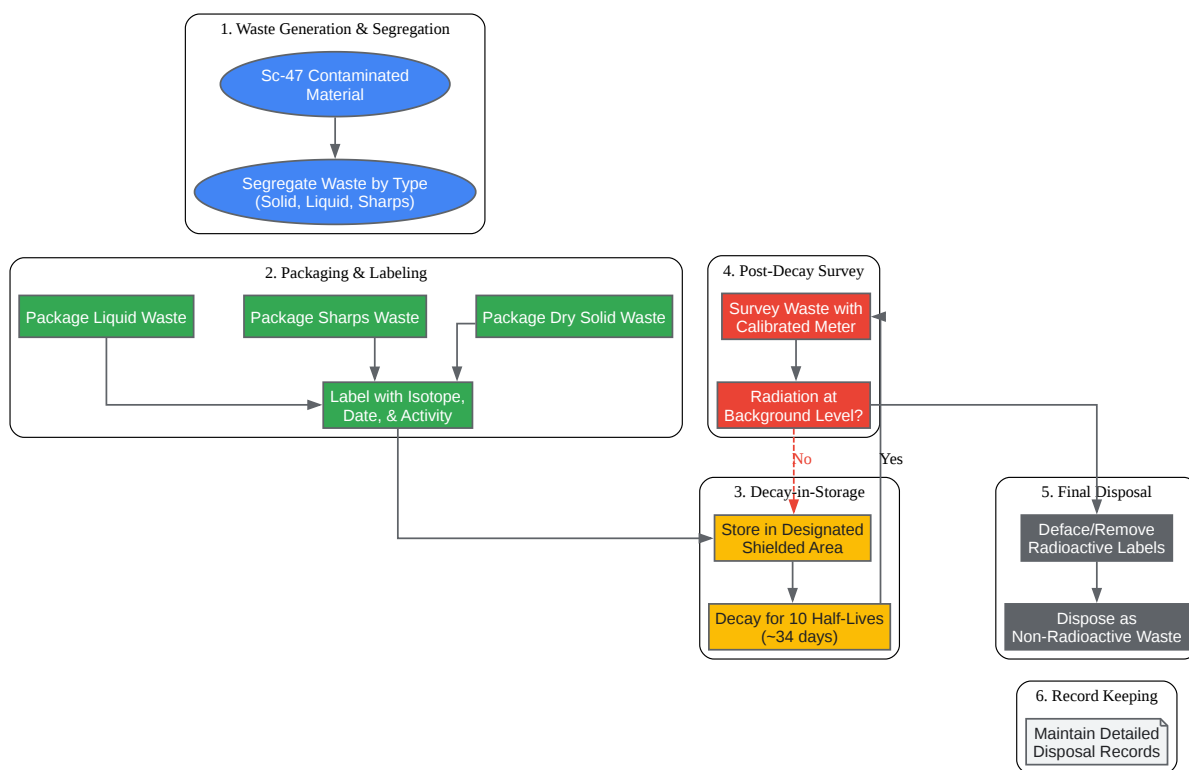 1. Waste Generation & Segregation
Sc-47 Contaminated
Material
Segregate Waste by Type
(Solid, Liquid, Sharps)
2. Packaging & Labeling
Package Liquid Waste
Package Sharps Waste
Package Dry Solid Waste
Label with Isotope,
Date, & Activity
4. Post-Decay Survey
Survey Waste with
Calibrated Meter
Radiation at
Background Level?
No
Yes
3. Decay-in-Storage
Store in Designated
Shielded Area
Decay for 10 Half-Lives
(~34 days)
5. Final Disposal
Deface/Remove
Radioactive Labels
Dispose as
Non-Radioactive Waste
6. Record Keeping
Maintain Detailed
Disposal Records